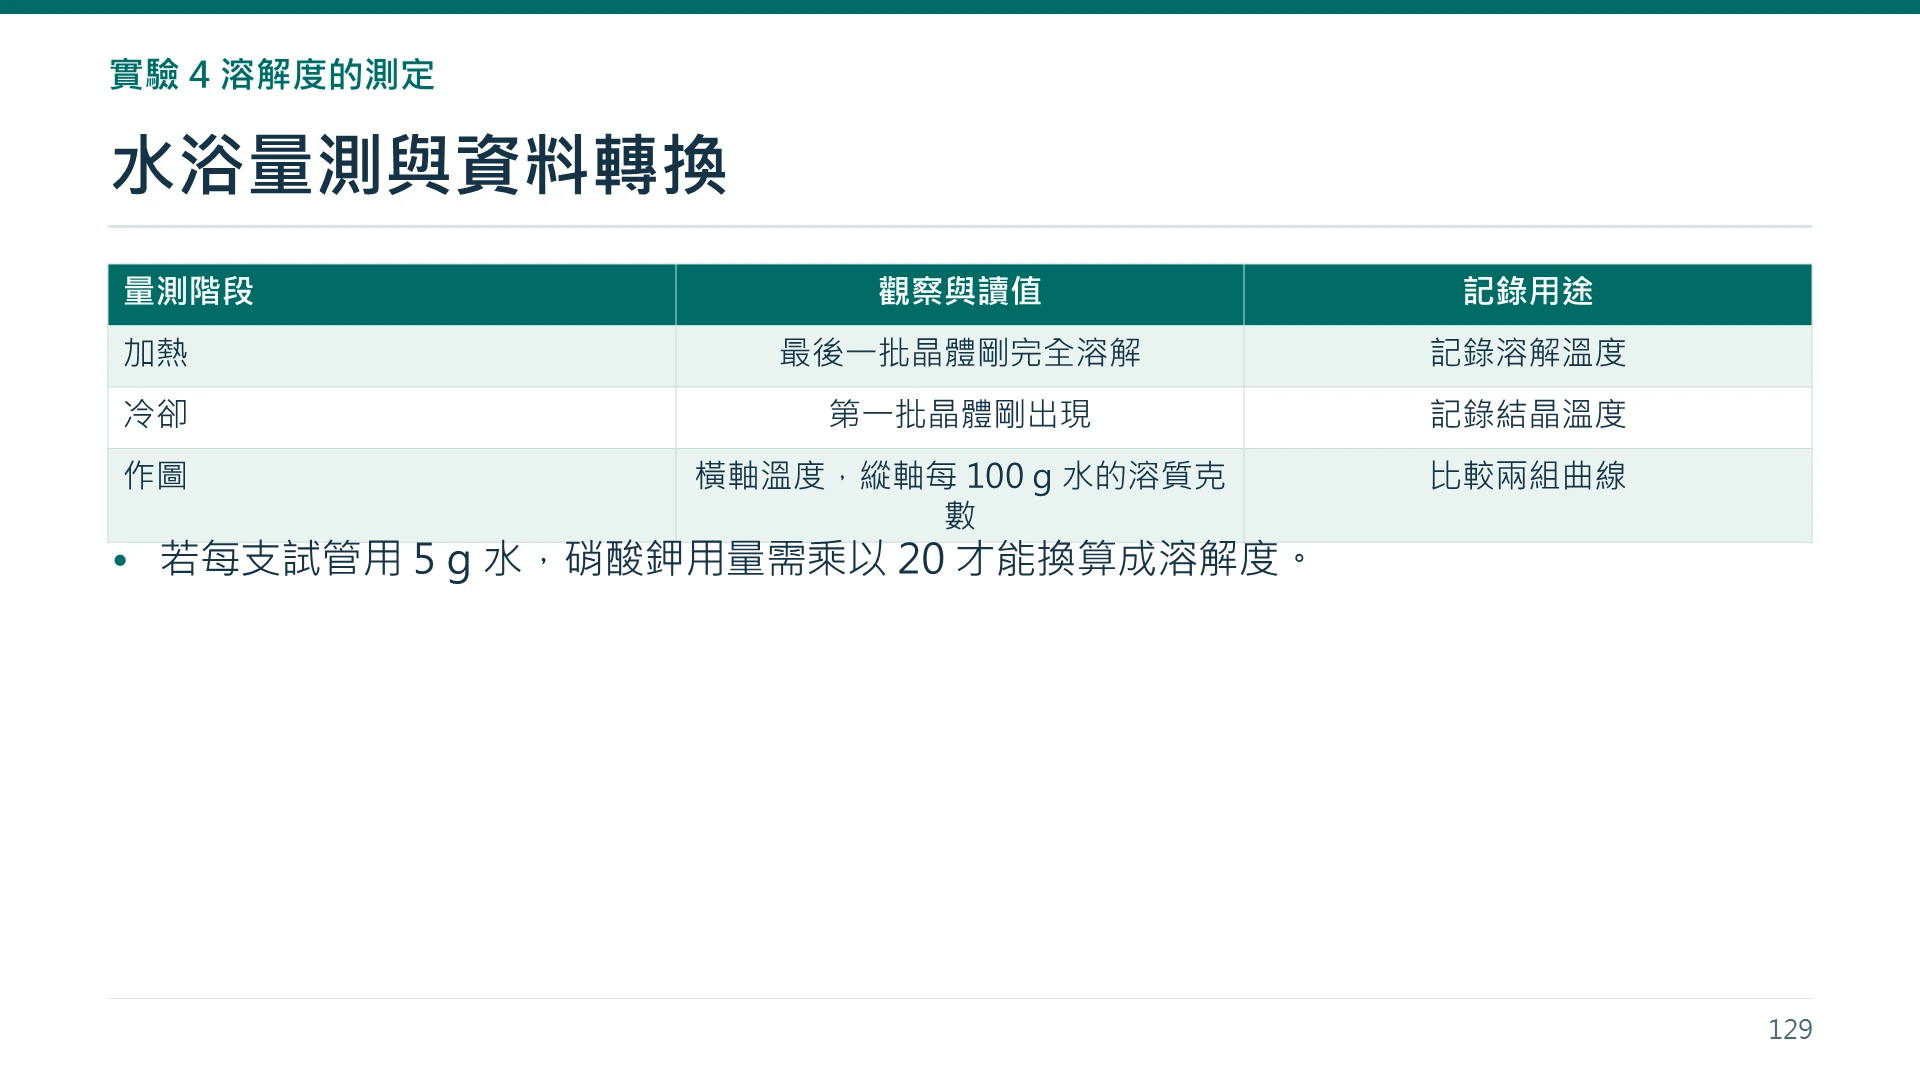 實驗 4 溶解度的測定
水浴量測與資料轉換
量測階段 觀察與讀值 記錄用途
加熱 最後一批晶體剛完全溶解 記錄溶解溫度
冷卻 第一批晶體剛出現 記錄結晶溫度
作圖 橫軸溫度，縱軸每 100 g 水的溶質克 比較兩組曲線
數
• 若每支試管用 5 g 水，硝酸鉀用量需乘以 20 才能換算成溶解度。
129